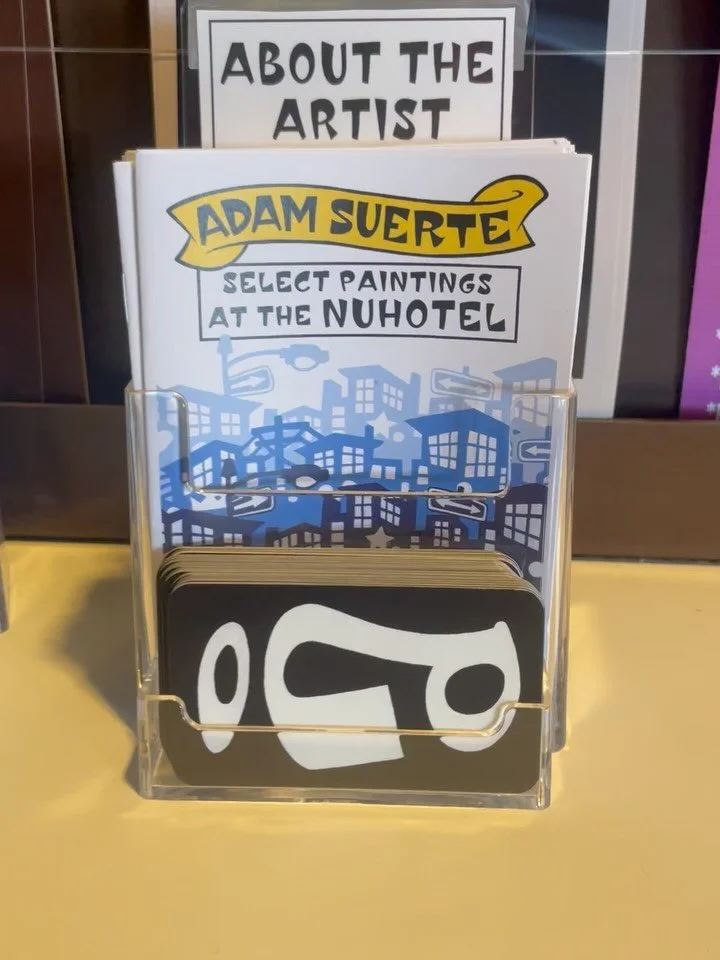 ABOUT THE
ARTIST
ADAM SUERTE
SELECT PAINTINGS
AT THE NUHOTEL